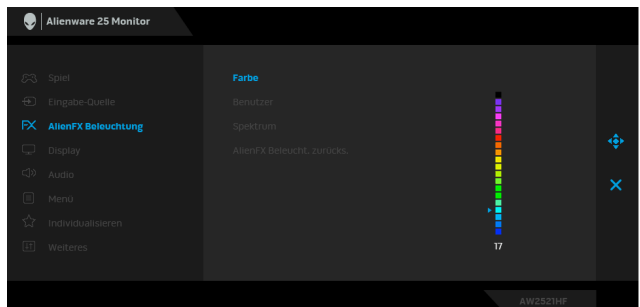 Alienware 25 Monitor
Spiel
Farbe
Eingabe-Quelle
Benutzer
FX AlienFX Beleuchtung
Spektrum
Display
AlienFX Beleucht. zurücks.
Audio
Menü
Individualisieren
Weiteres
17
AW2521HF